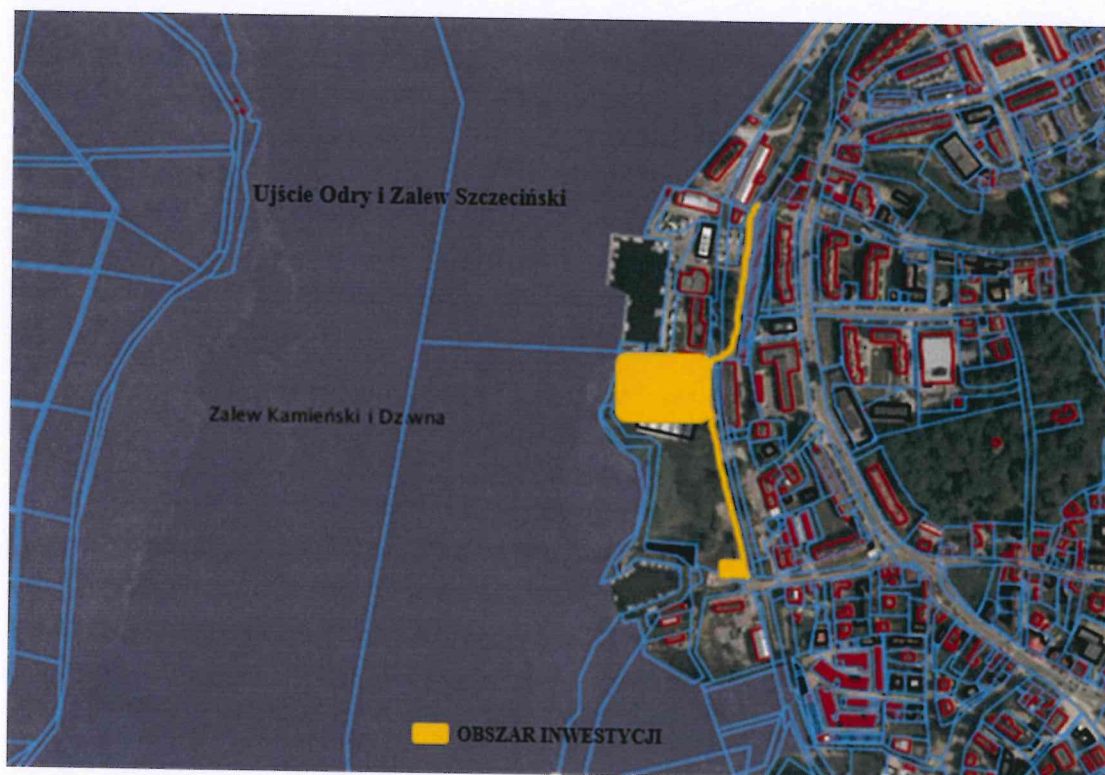 Ujście Odry i Zalew Szczeciński
Zalew Kamieński i Dziwna
OBSZAR INWESTYCJI